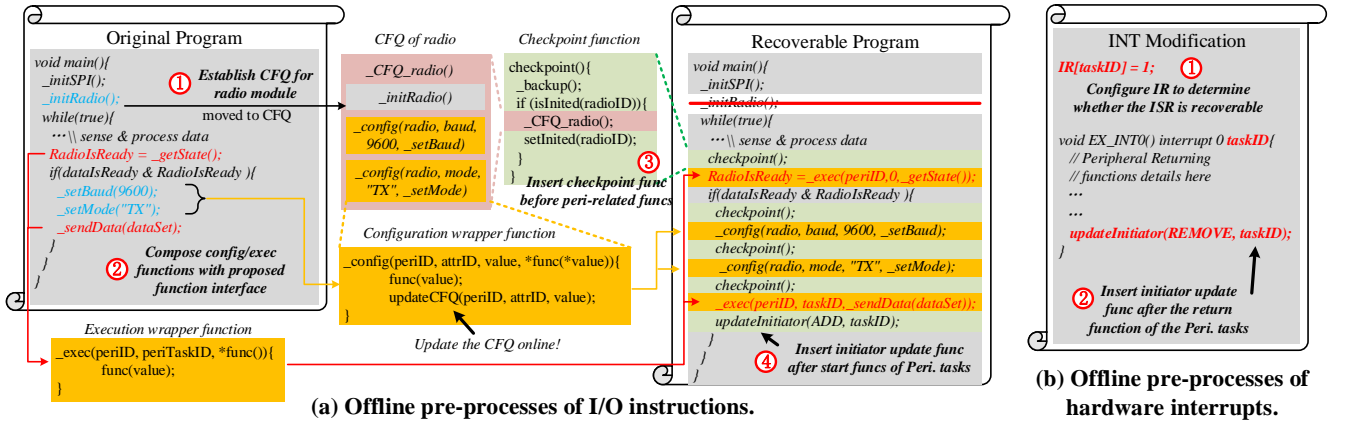 Original Program
void main(){
_initSPI();
_initRadio();
while(true){
⋯\\ sense & process data
RadioIsReady = _getState();
if(dataIsReady & RadioIsReady ){
_setBaud(9600);
_setMode("TX");
_sendData(dataSet);
}
}
}
① Establish CFQ for
radio module
moved to CFQ
② Compose config/exec
functions with proposed
function interface
Execution wrapper function
_exec(periID, periTaskID, *func()){
func(value);
}
CFQ of radio
_CFQ_radio()
_initRadio()
_config(radio, baud,
9600, _setBaud)
_config(radio, mode,
"TX", _setMode)
Configuration wrapper function
_config(periID, attrID, value, *func(*value)){
func(value);
updateCFQ(periID, attrID, value);
}
Update the CFQ online!
Checkpoint function
checkpoint(){
_backup();
if (isInited(radioID)){
_CFQ_radio();
setInited(radioID);
}
}
③
Insert checkpoint func
before peri-related funcs
Recoverable Program
void main(){
_initSPI();
_initRadio();
while(true){
⋯\\ sense & process data
checkpoint();
RadioIsReady =_exec(periID,0,_getState());
if(dataIsReady & RadioIsReady ){
checkpoint();
_config(radio, baud, 9600, _setBaud);
checkpoint();
_config(radio, mode, "TX", _setMode);
checkpoint();
_exec(periID, taskID,_sendData(dataSet));
updateInitiator(ADD, taskID);
}
}
}
④ Insert initiator update func
after start funcs of Peri. tasks
(a) Offline pre-processes of I/O instructions.
INT Modification
IR[taskID] = 1; ①
Configure IR to determine
whether the ISR is recoverable
void EX_INT0() interrupt 0 taskID{
// Peripheral Returning
// functions details here
⋯
⋯
updateInitiator(REMOVE, taskID);
}
② Insert initiator update
func after the return
function of the Peri. tasks
(b) Offline pre-processes of
hardware interrupts.